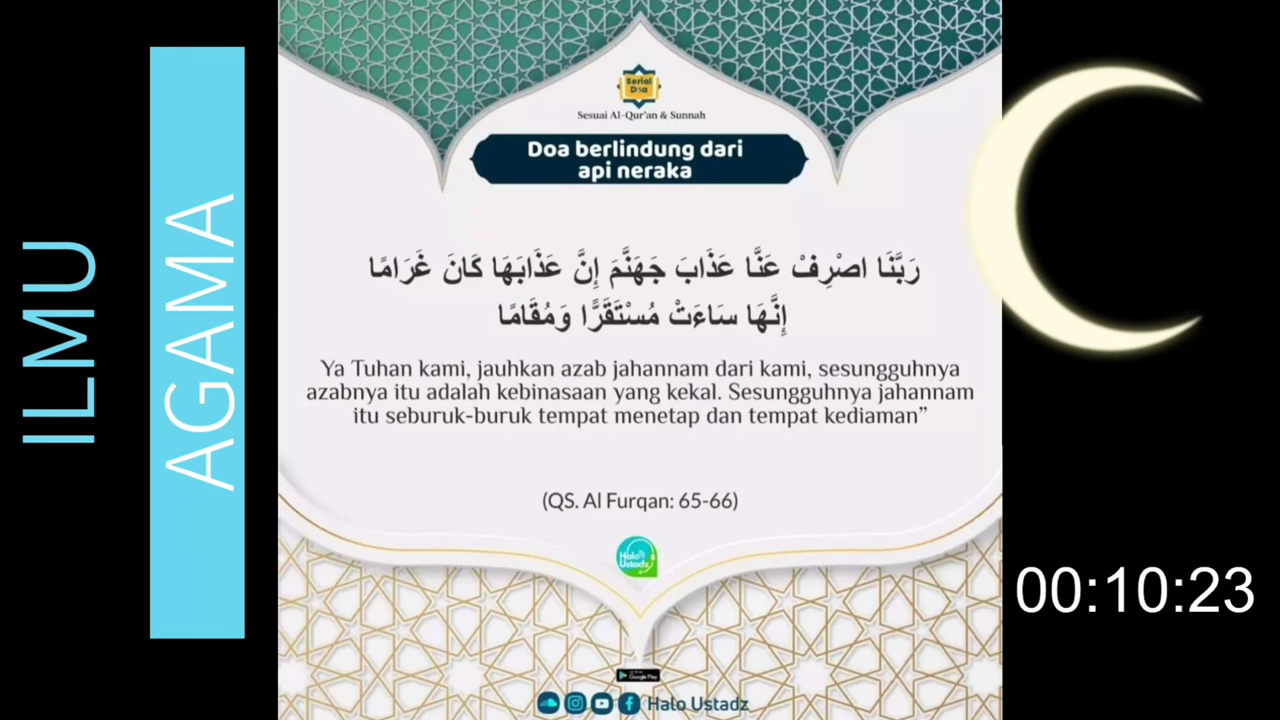 ILMU
AGAMA
Serial
Doa
Sesuai Al-Qur'an & Sunnah
Doa berlindung dari
api neraka
رَبَّنَا اصْرِفْ عَنَّا عَذَابَ جَهَنَّمَ إِنَّ عَذَابَهَا كَانَ غَرَامًا
إِنَّهَا سَاءَتْ مُسْتَقَرًّا وَمُقَامًا
Ya Tuhan kami, jauhkan azab jahannam dari kami, sesungguhnya
azabnya itu adalah kebinasaan yang kekal. Sesungguhnya jahannam
itu seburuk-buruk tempat menetap dan tempat kediaman”
(QS. Al Furqan: 65-66)
Halo
Ustadz
00:10:23
Google Play
Halo Ustadz